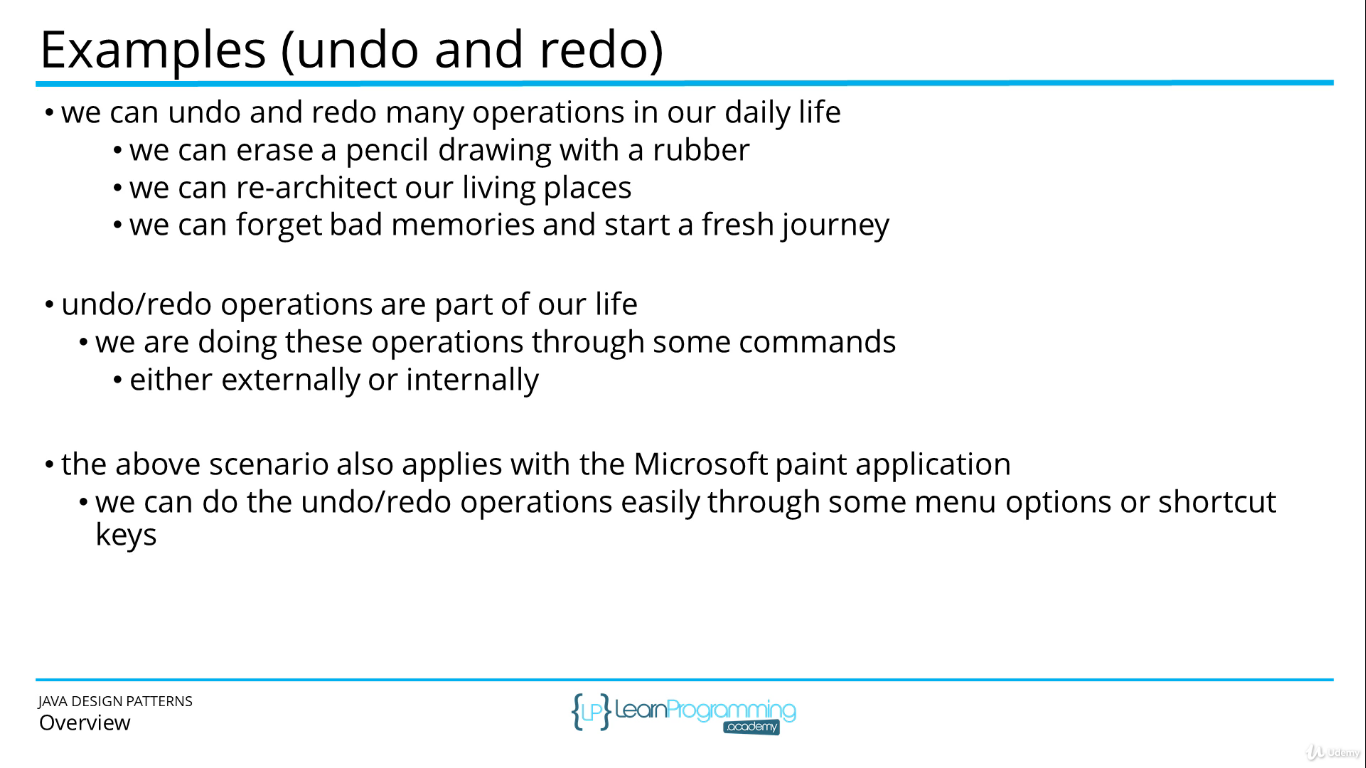 Examples (undo and redo)
• we can undo and redo many operations in our daily life
• we can erase a pencil drawing with a rubber
• we can re-architect our living places
• we can forget bad memories and start a fresh journey
• undo/redo operations are part of our life
• we are doing these operations through some commands
• either externally or internally
• the above scenario also applies with the Microsoft paint application
• we can do the undo/redo operations easily through some menu options or shortcut
keys
JAVA DESIGN PATTERNS
Overview
{LP} LearnProgramming
.academy
Udemy